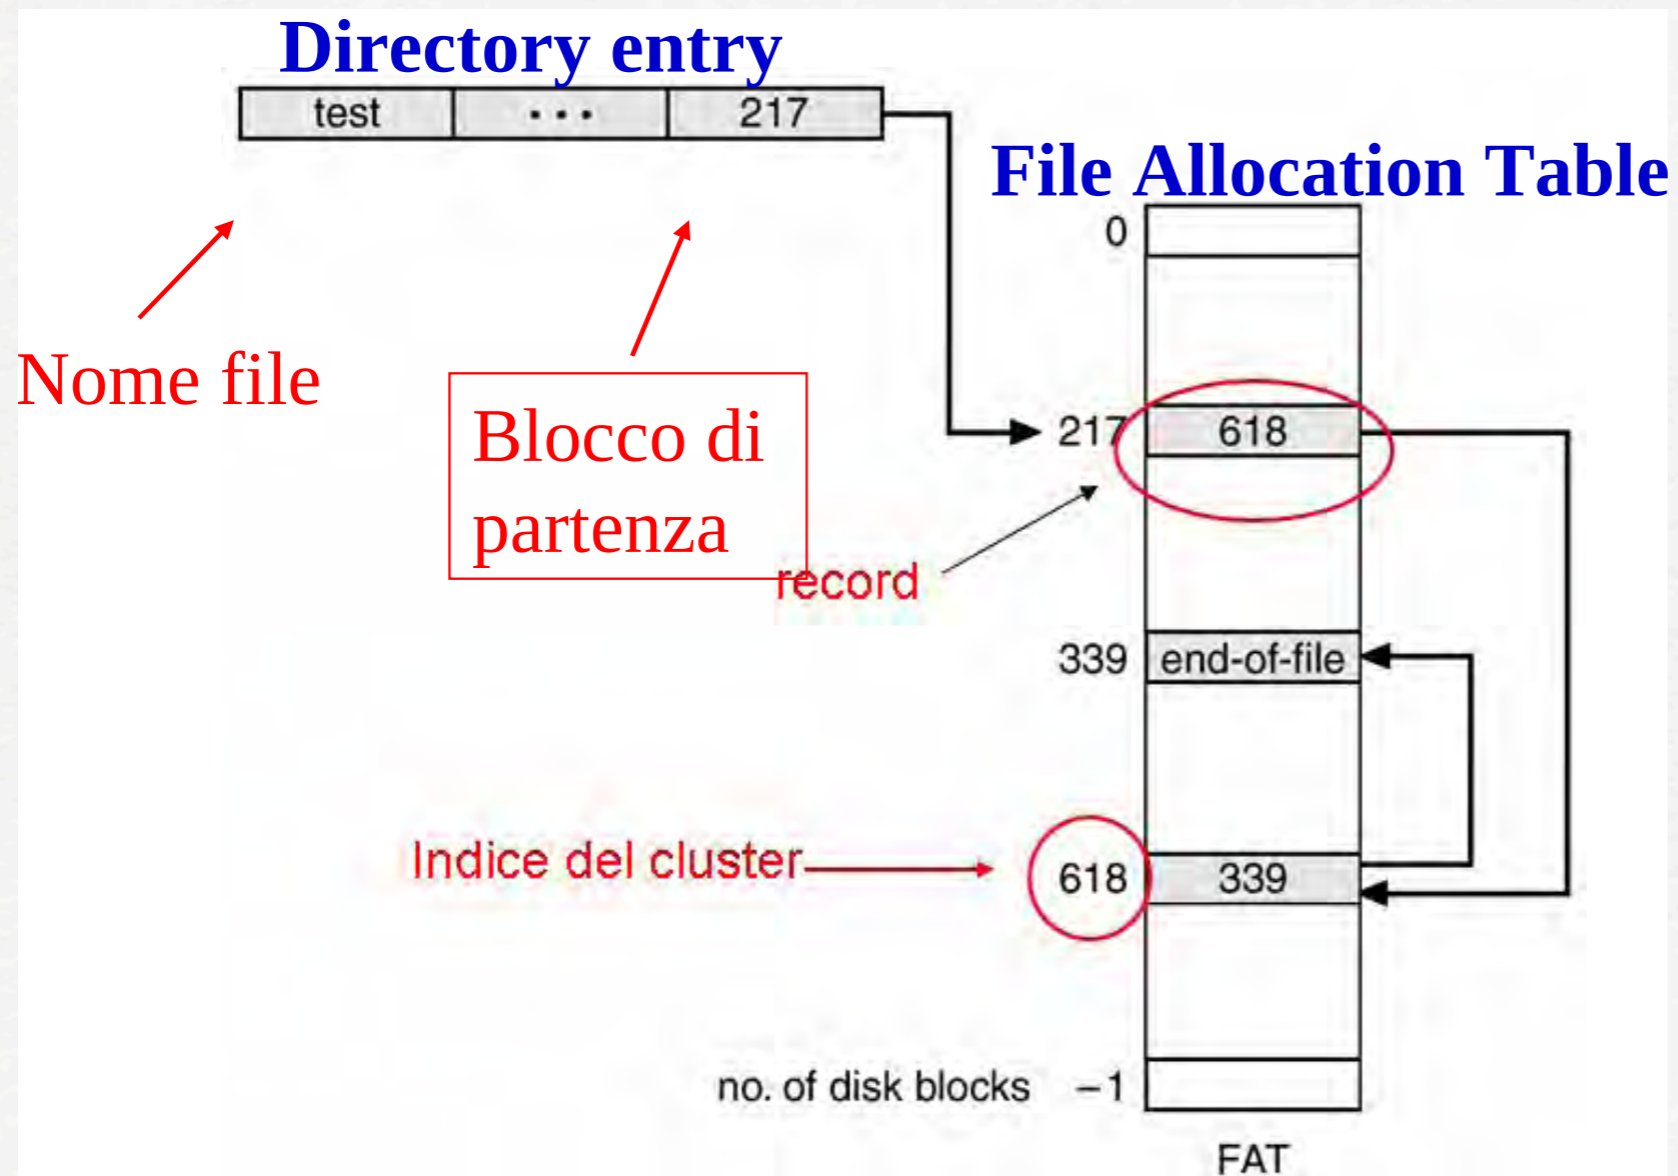 Directory entry
test
• • •
217
File Allocation Table
0
Nome file
Blocco di
partenza
217
618
record
339
end-of-file
Indice del cluster
618
339
no. of disk blocks −1
FAT